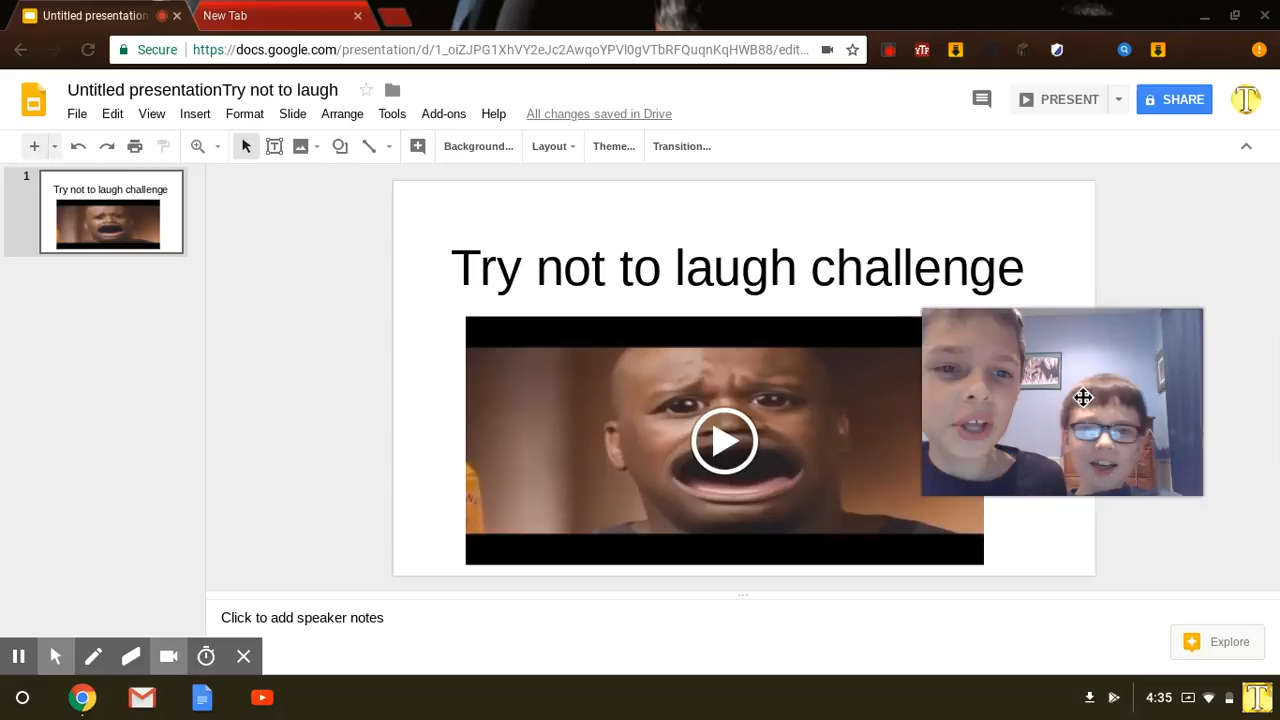 Untitled presentation
New Tab
Secure
https://docs.google.com/presentation/d/1_oiZJPG1XhVY2eJc2AwqoYPVl0gVTbRFQuqnKqHWB88/edit…
Untitled presentationTry not to laugh
PRESENT
SHARE
T
File Edit View Insert Format Slide Arrange Tools Add-ons Help All changes saved in Drive
Background... Layout Theme... Transition...
1
Try not to laugh challenge
Try not to laugh challenge
Click to add speaker notes
Explore
4:35
T